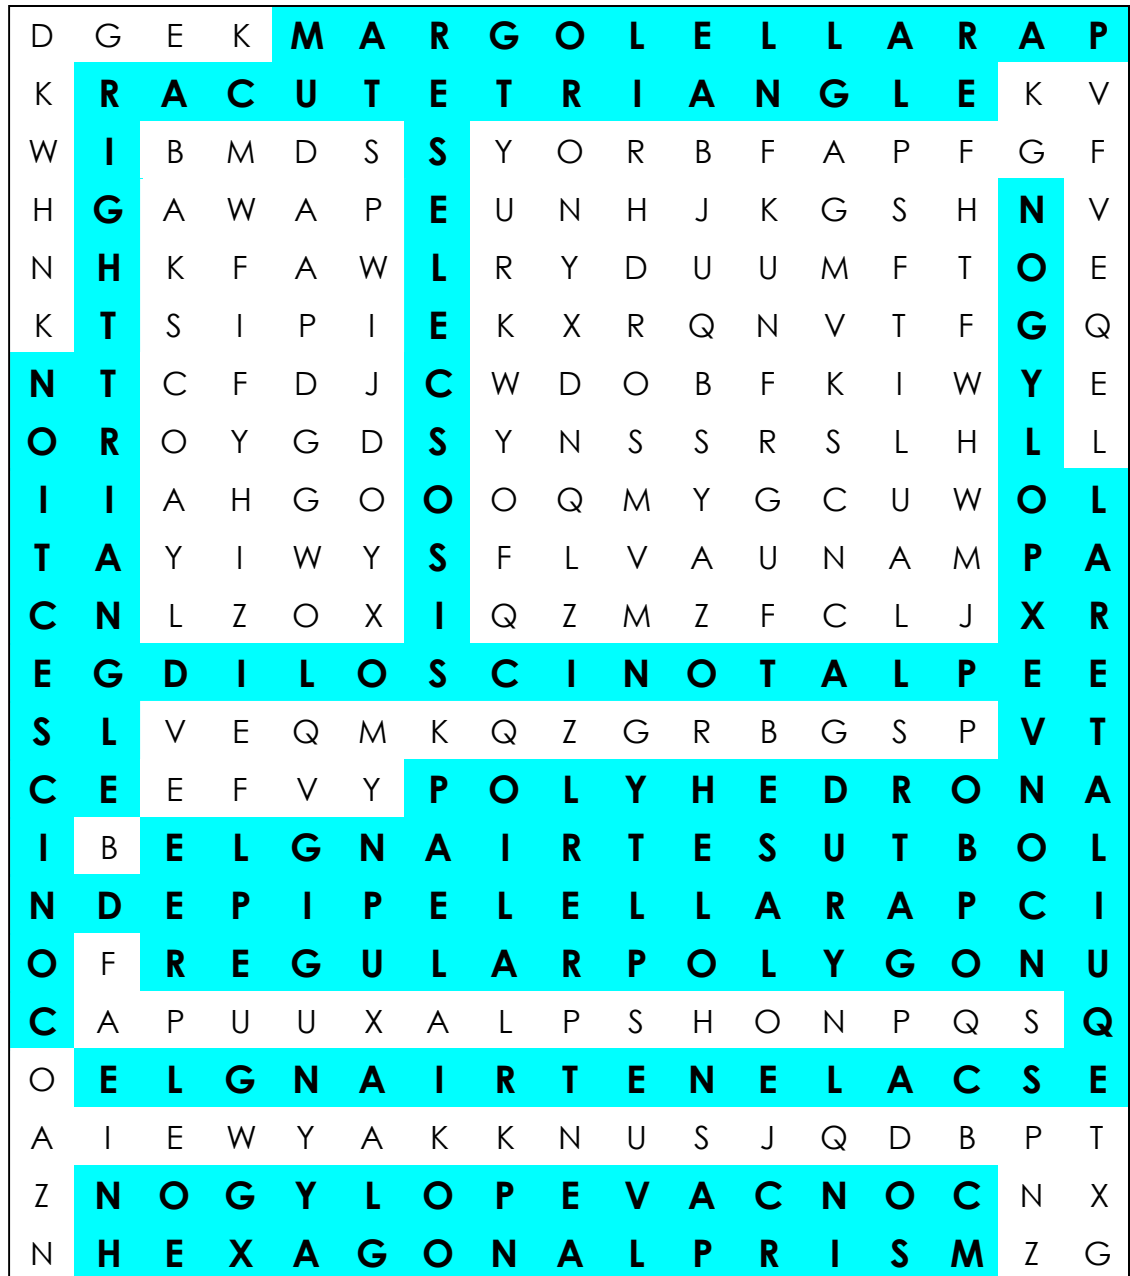 D G E K M A R G O L E L L A R A P
K R A C U T E T R I A N G L E K V
W I B M D S S Y O R B F A P F G F
H G A W A P E U N H J K G S H N V
N H K F A W L R Y D U U M F T O E
K T S I P I E K X R Q N V T F G Q
N T C F D J C W D O B F K I W Y E
O R O Y G D S Y N S S R S L H L L
I I A H G O O O Q M Y G C U W O L
T A Y I W Y S F L V A U N A M P A
C N L Z O X I Q Z M Z F C L J X R
E G D I L O S C I N O T A L P E E
S L V E Q M K Q Z G R B G S P V T
C E E F V Y P O L Y H E D R O N A
I B E L G N A I R T E S U T B O L
N D E P I P E L E L L A R A P C I
O F R E G U L A R P O L Y G O N U
C A P U U X A L P S H O N P Q S Q
O E L G N A I R T E N E L A C S E
A I E W Y A K K N U S J Q D B P T
Z N O G Y L O P E V A C N O C N X
N H E X A G O N A L P R I S M Z G